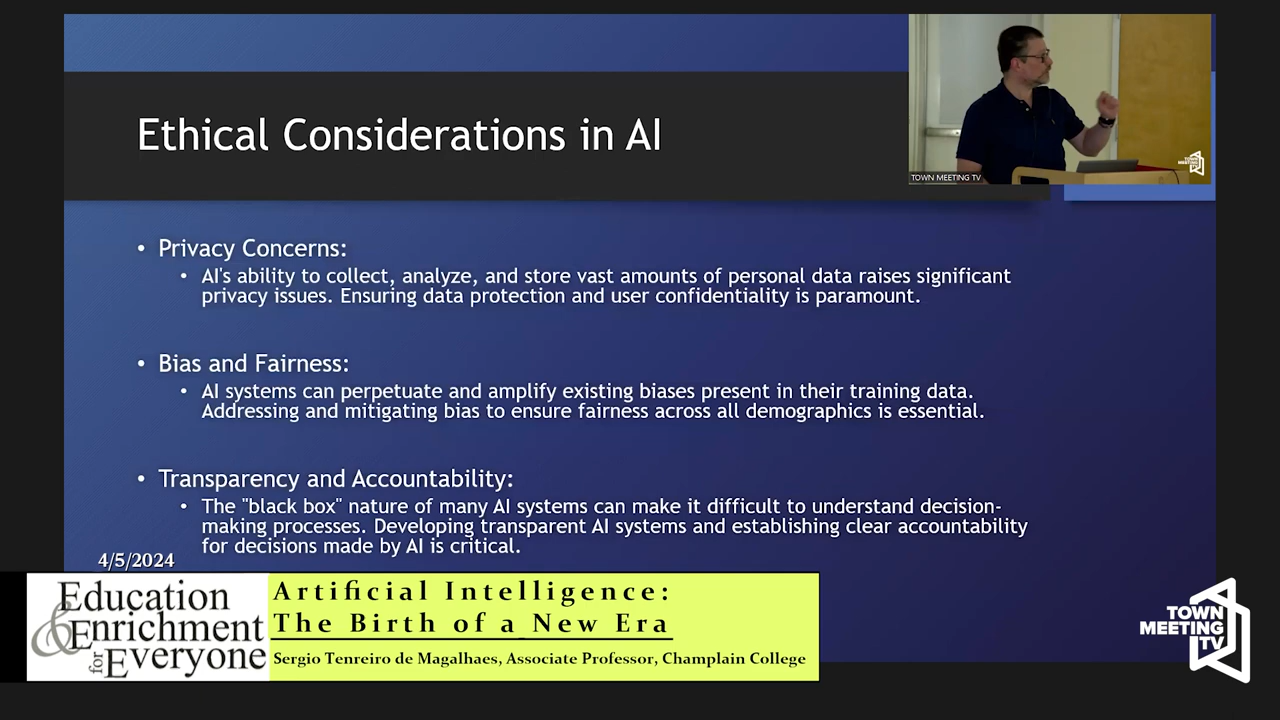 Ethical Considerations in AI
TOWN MEETING TV
TOWN
MEETING
TV
• Privacy Concerns:
• AI's ability to collect, analyze, and store vast amounts of personal data raises significant
privacy issues. Ensuring data protection and user confidentiality is paramount.
• Bias and Fairness:
• AI systems can perpetuate and amplify existing biases present in their training data.
Addressing and mitigating bias to ensure fairness across all demographics is essential.
• Transparency and Accountability:
• The "black box" nature of many AI systems can make it difficult to understand decision-
making processes. Developing transparent AI systems and establishing clear accountability
for decisions made by AI is critical.
4/5/2024
Education
& Enrichment
for Everyone
Artificial Intelligence:
The Birth of a New Era
Sergio Tenreiro de Magalhaes, Associate Professor, Champlain College
TOWN
MEETING
TV